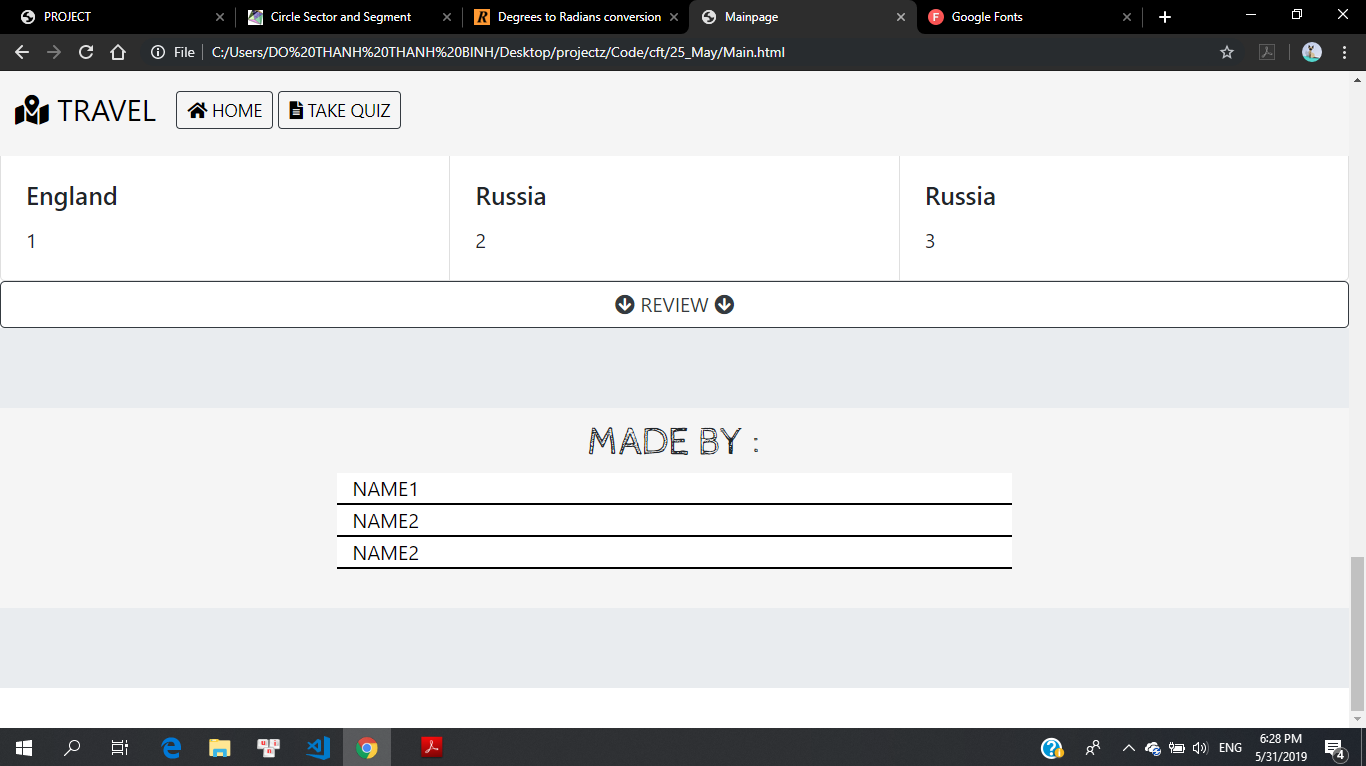 PROJECT
Circle Sector and Segment
Degrees to Radians conversion
Mainpage
Google Fonts
File
C:/Users/DO%20THANH%20THANH%20BINH/Desktop/projectz/Code/cft/25_May/Main.html
TRAVEL
HOME
TAKE QUIZ
England
Russia
Russia
1
2
3
REVIEW
MADE BY :
NAME1
NAME2
NAME2
ENG
6:28 PM
5/31/2019
4